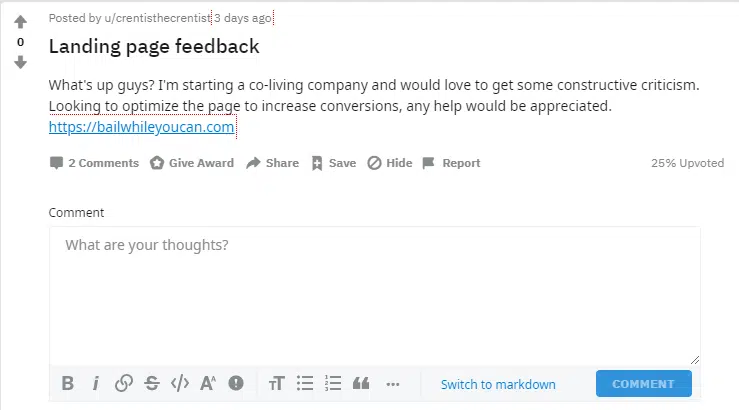 Posted by u/crentisthecrentist 3 days ago
0
Landing page feedback
What's up guys? I'm starting a co-living company and would love to get some constructive criticism.
Looking to optimize the page to increase conversions, any help would be appreciated.
https://bailwhileyoucan.com
2 Comments Give Award Share Save Hide Report 25% Upvoted
Comment
What are your thoughts?
B i S </> A^A TT 123 ... Switch to markdown COMMENT